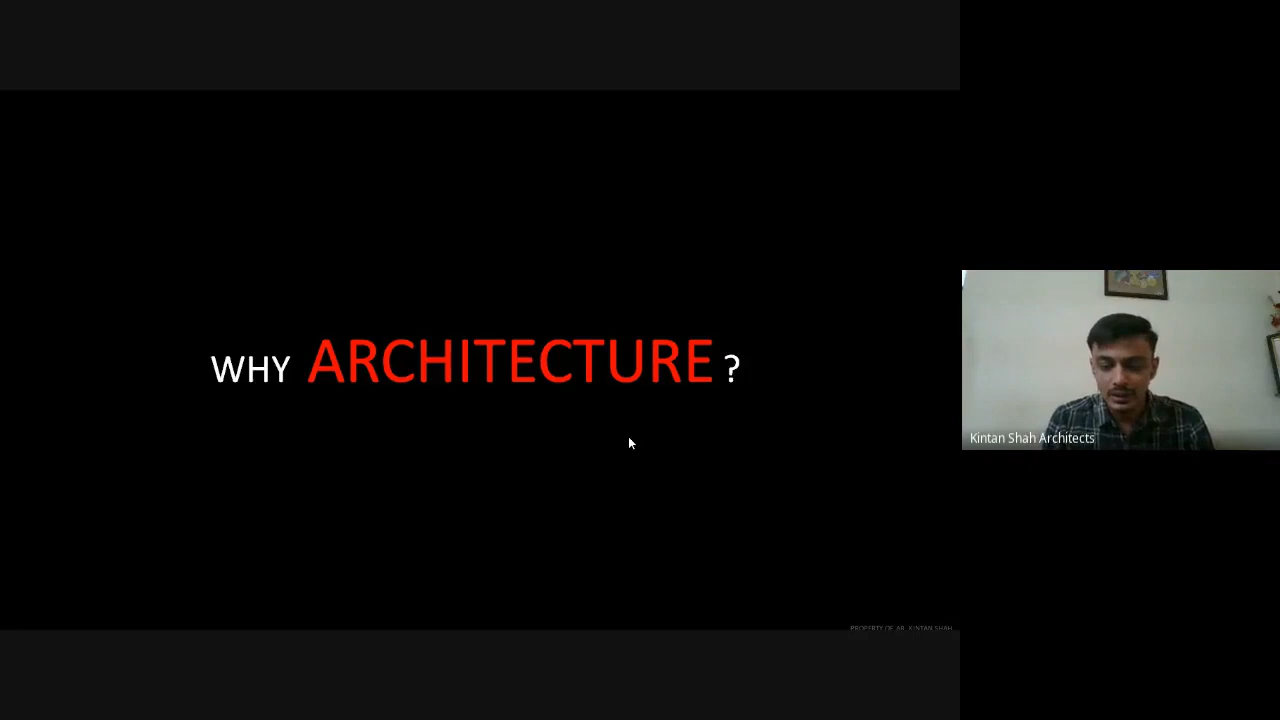 WHY ARCHITECTURE ?
Kintan Shah Architects
PROPERTY OF AR. KINTAN SHAH